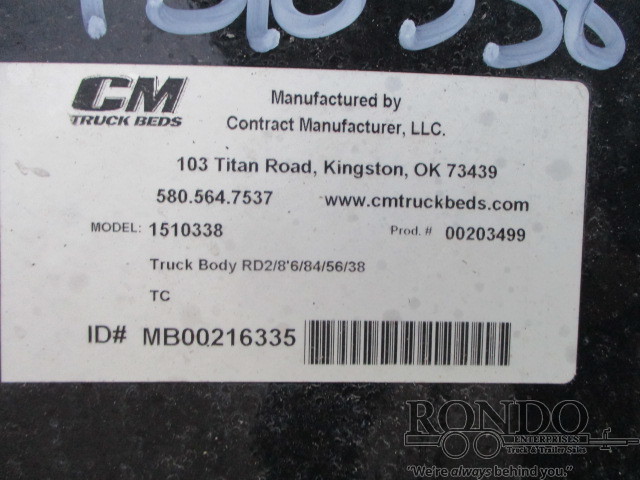 1510338
CM
TRUCK BEDS
Manufactured by
Contract Manufacturer, LLC.
103 Titan Road, Kingston, OK 73439
580.564.7537 www.cmtruckbeds.com
MODEL: 1510338 Prod. # 00203499
Truck Body RD2/8'6/84/56/38
TC
ID# MB00216335
RONDO
ENTERPRISES
Truck & Trailer Sales
"We're always behind you."